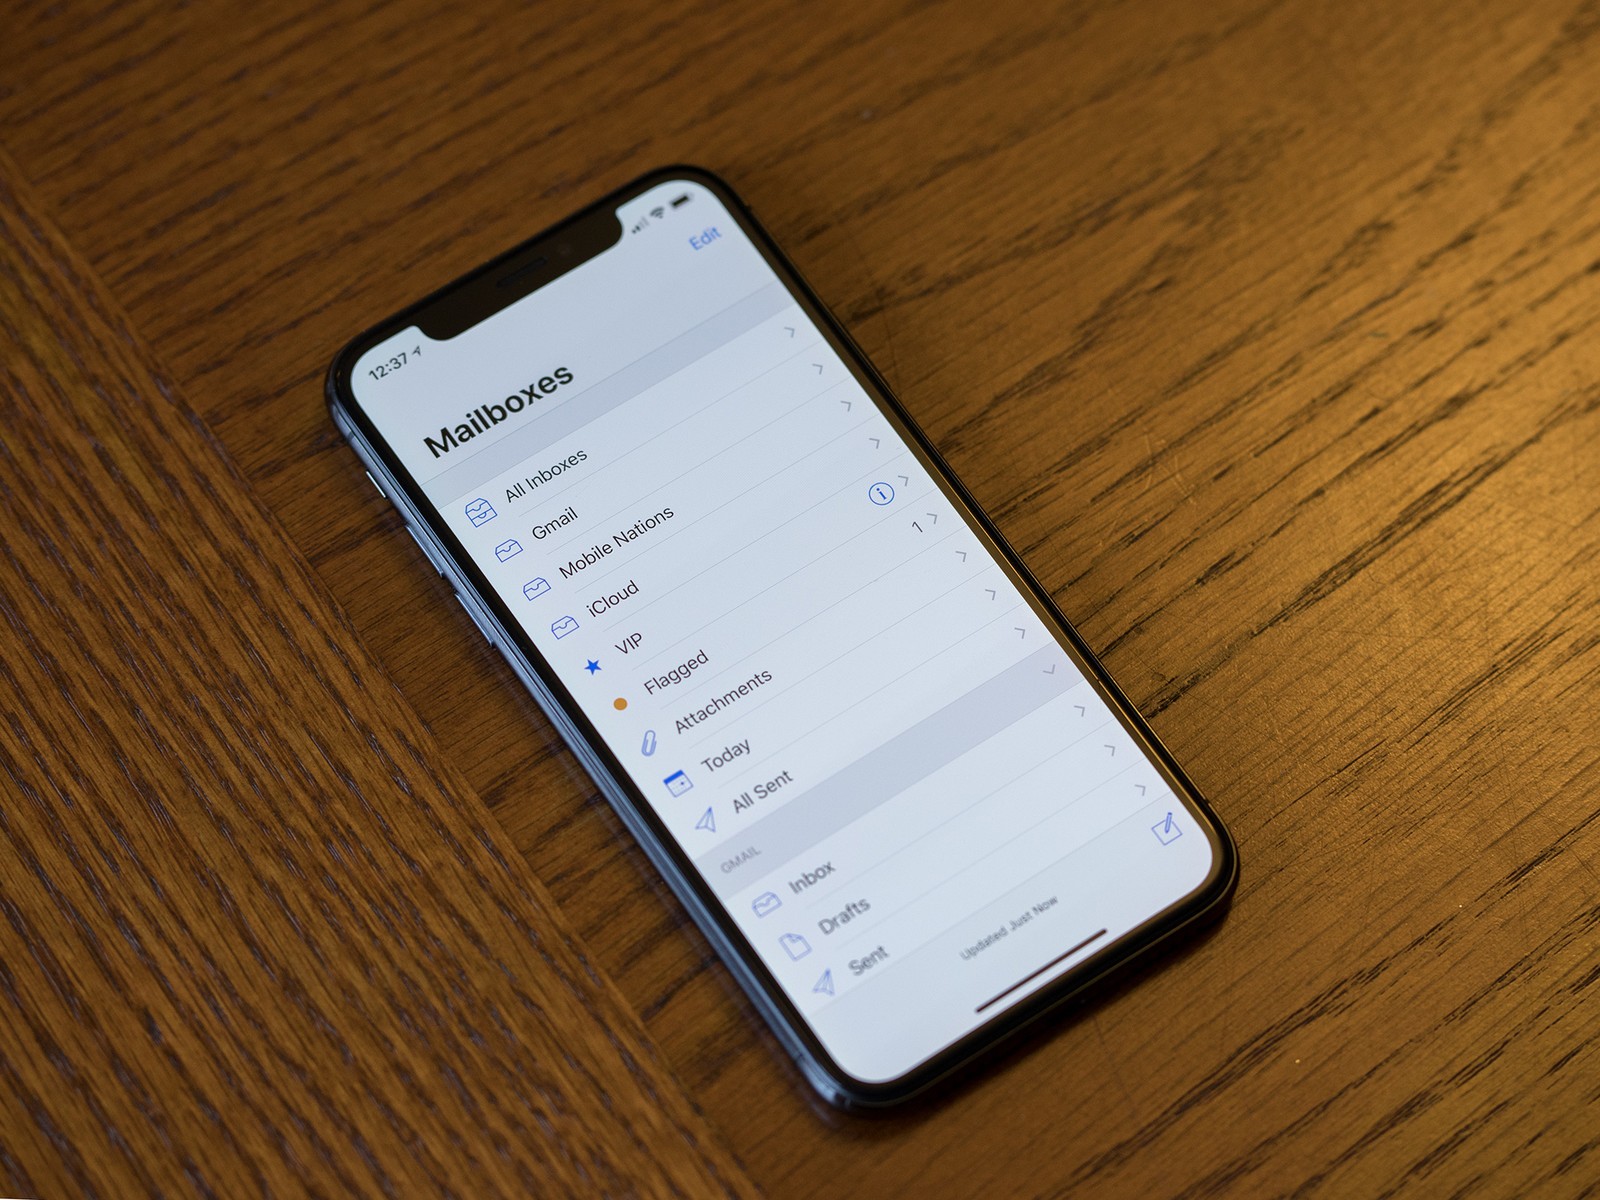 12:37
Edit
Mailboxes
All Inboxes
Gmail
Mobile Nations
iCloud
VIP
Flagged 1
Attachments
Today
All Sent
GMAIL
Inbox
Drafts
Sent
Updated Just Now